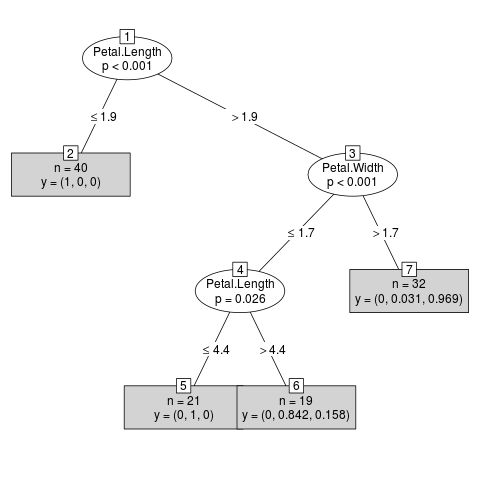 1
Petal.Length
p < 0.001
≤ 1.9
> 1.9
2
n = 40
y = (1, 0, 0)
3
Petal.Width
p < 0.001
≤ 1.7
> 1.7
4
Petal.Length
p = 0.026
7
n = 32
y = (0, 0.031, 0.969)
≤ 4.4
> 4.4
5
n = 21
y = (0, 1, 0)
6
n = 19
y = (0, 0.842, 0.158)